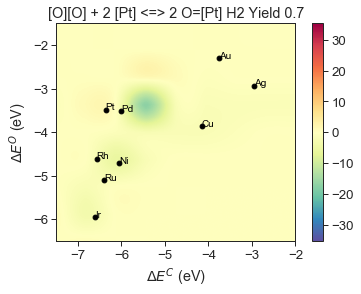 [O][O] + 2 [Pt] <=> 2 O=[Pt] H2 Yield 0.7
−2
−3
−4
−5
−6
ΔE^O (eV)
Au
Ag
Pt
Pd
Cu
Rh
Ni
Ru
Ir
−7
−6
−5
−4
−3
−2
ΔE^C (eV)
30
20
10
0
−10
−20
−30